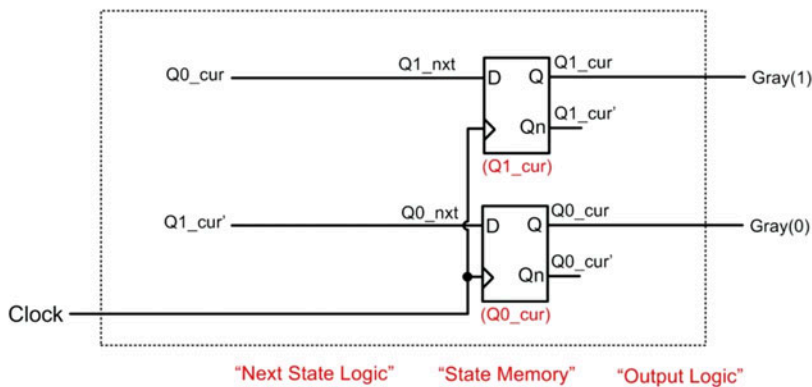 Q0_cur
Q1_nxt
D
Q
Q1_cur
Gray(1)
Qn
Q1_cur’
(Q1_cur)
Q1_cur’
Q0_nxt
D
Q
Q0_cur
Gray(0)
Qn
Q0_cur’
(Q0_cur)
Clock
“Next State Logic” “State Memory” “Output Logic”